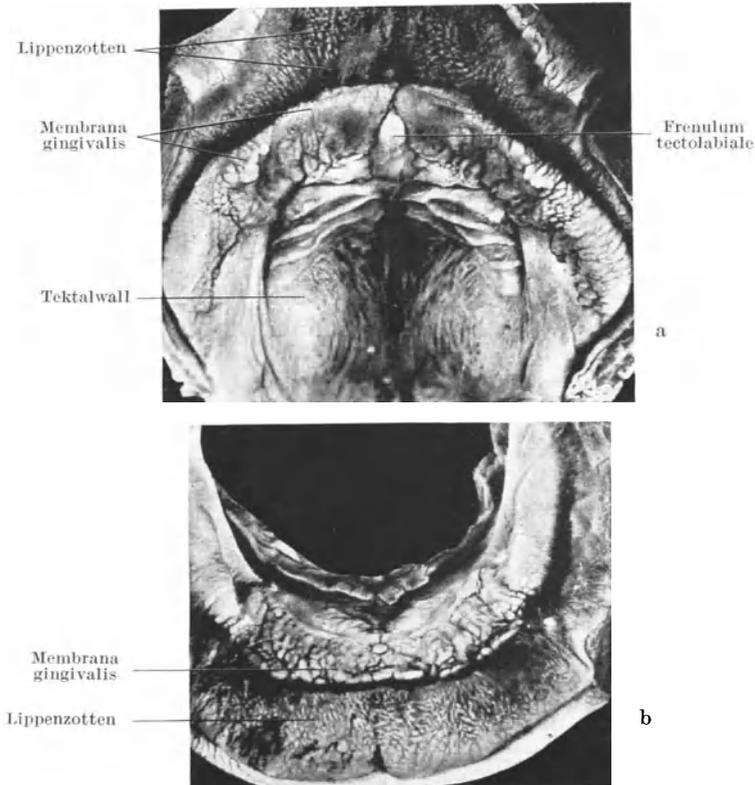 Lippenzotten
Membrana
gingivalis
Frenulum
tectolabiale
Tektalwall
a
Membrana
gingivalis
Lippenzotten
b